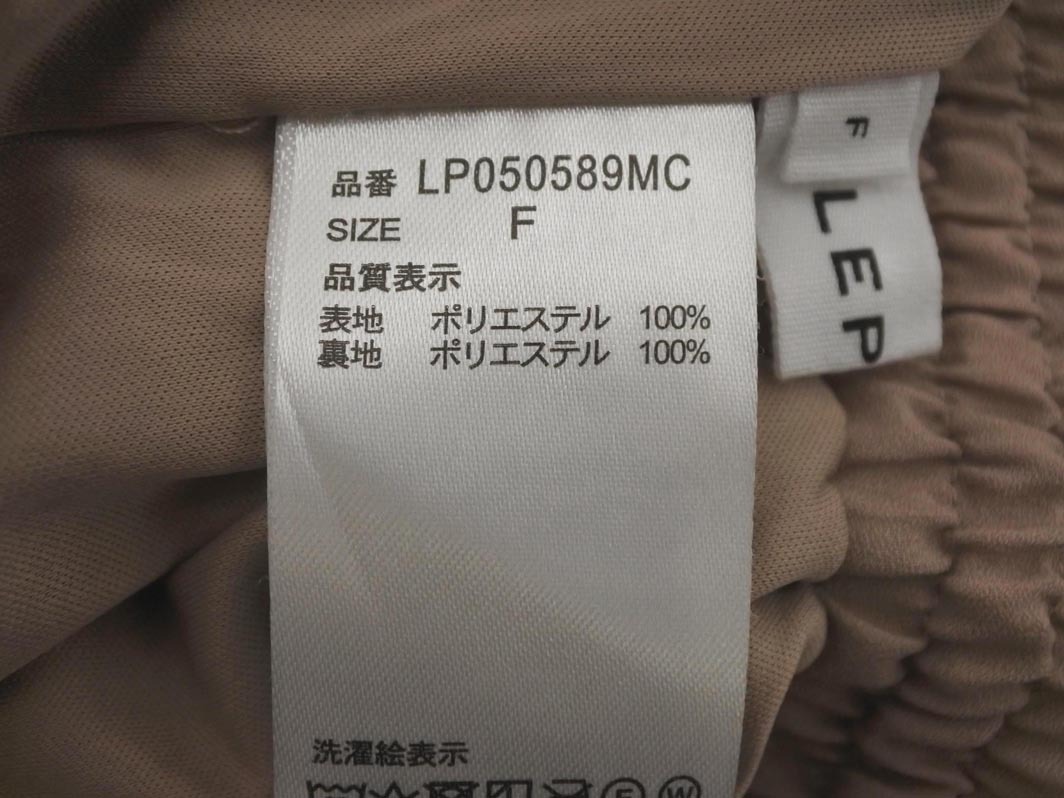 品番 LP050589MC
SIZE F
品質表示
表地 ポリエステル 100%
裏地 ポリエステル 100%
洗濯絵表示
F
LEP